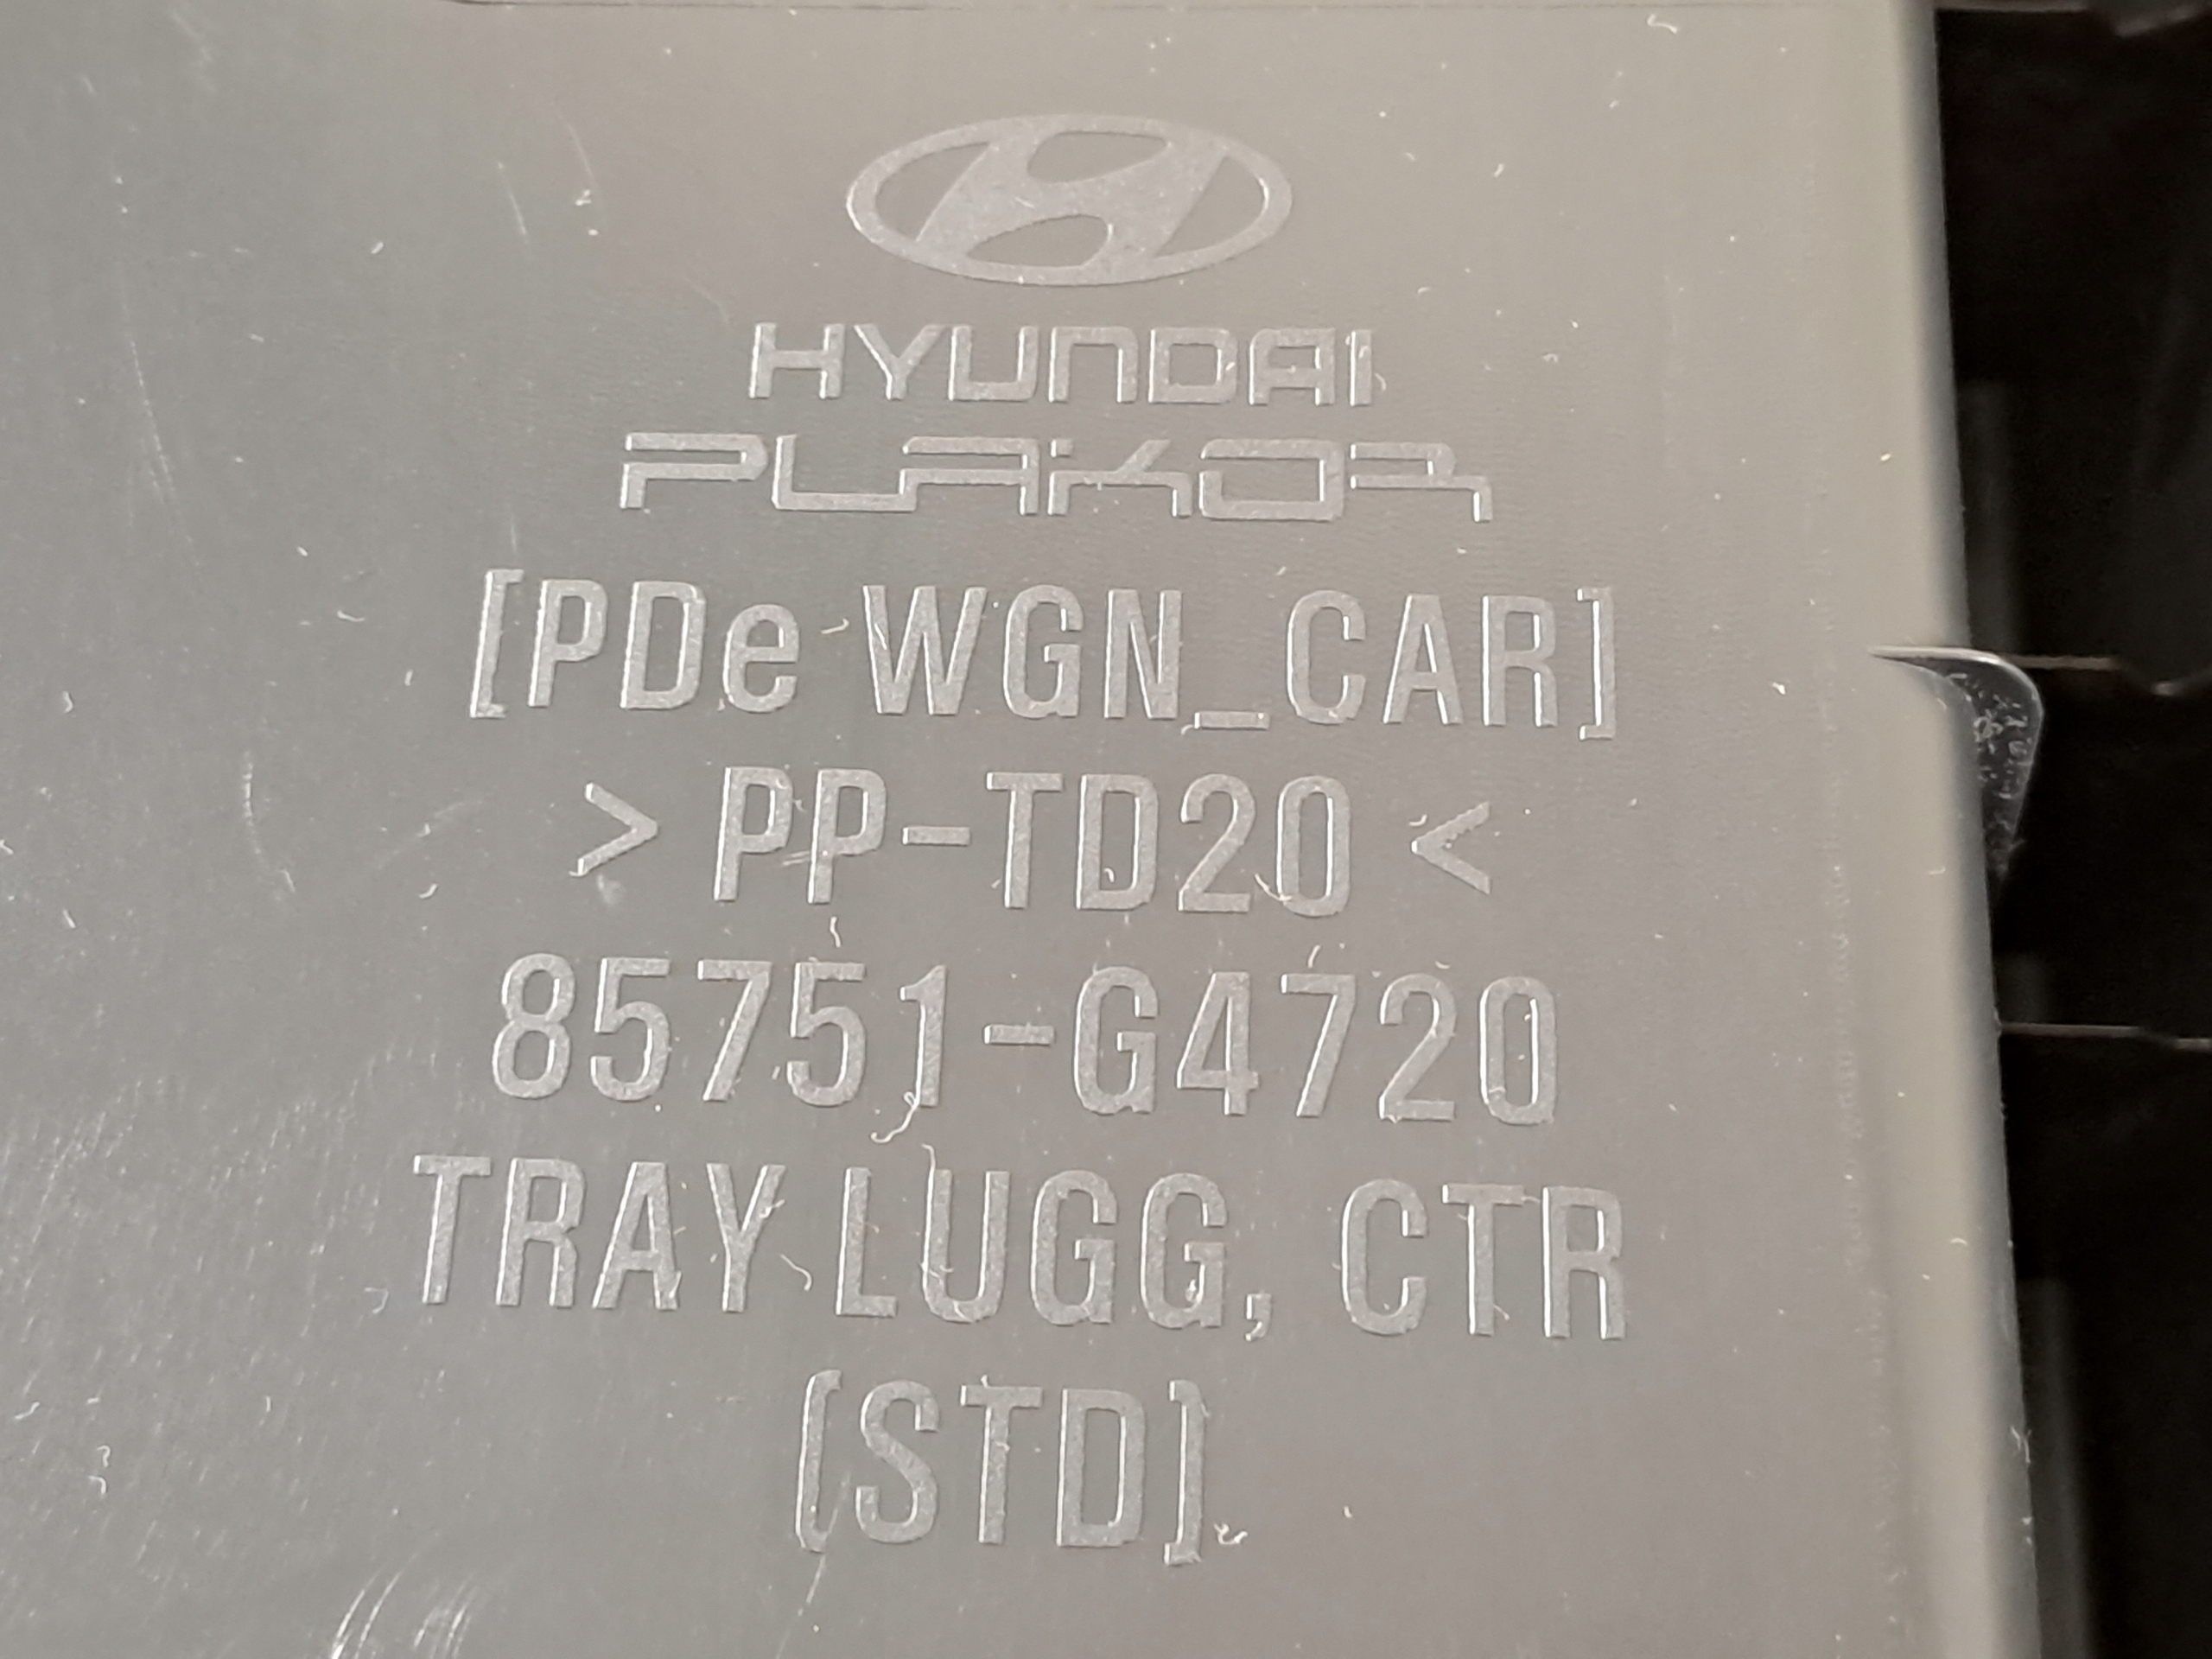 HYUNDAI
PLAKOR
[PDe WGN_CAR]
> PP-TD20 <
85751-G4720
TRAY LUGG, CTR
(STD]